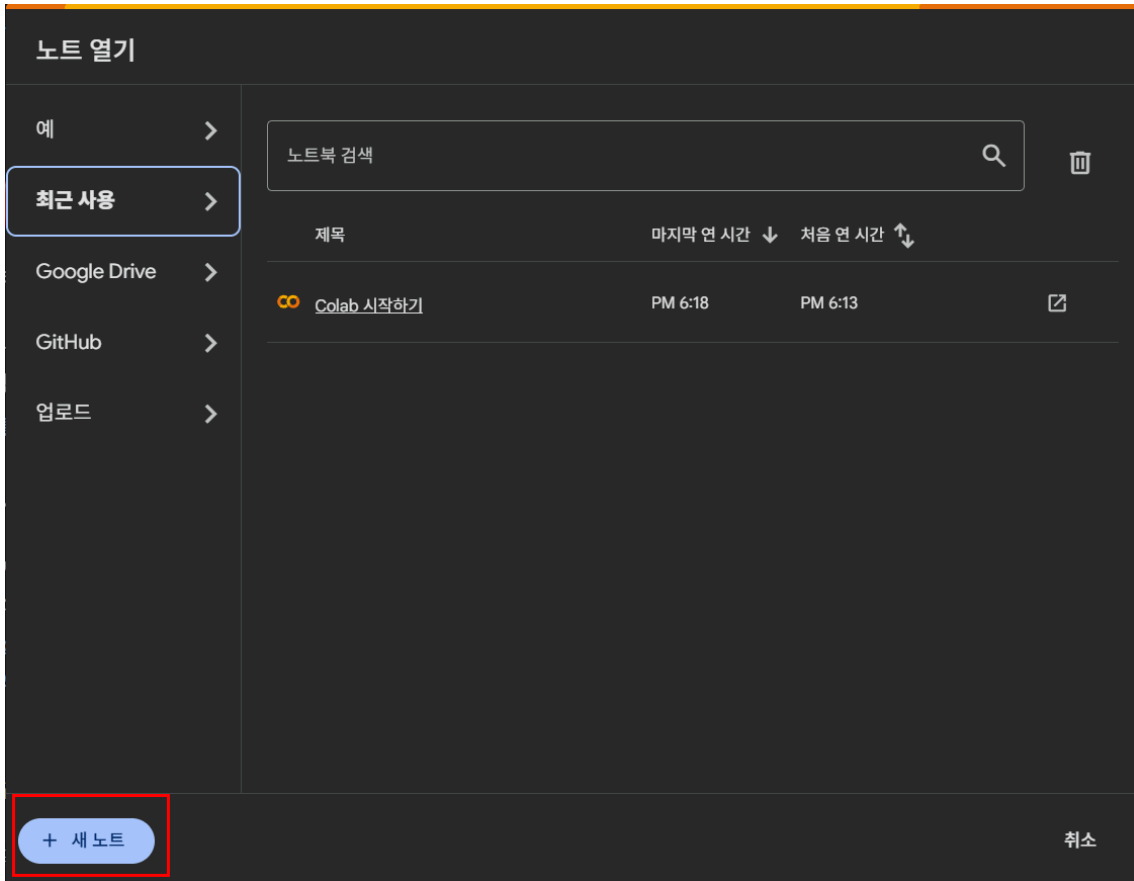 노트 열기
예
최근 사용
Google Drive
GitHub
업로드
노트북 검색
제목 마지막 연 시간 처음 연 시간
Colab 시작하기 PM 6:18 PM 6:13
+ 새 노트
취소